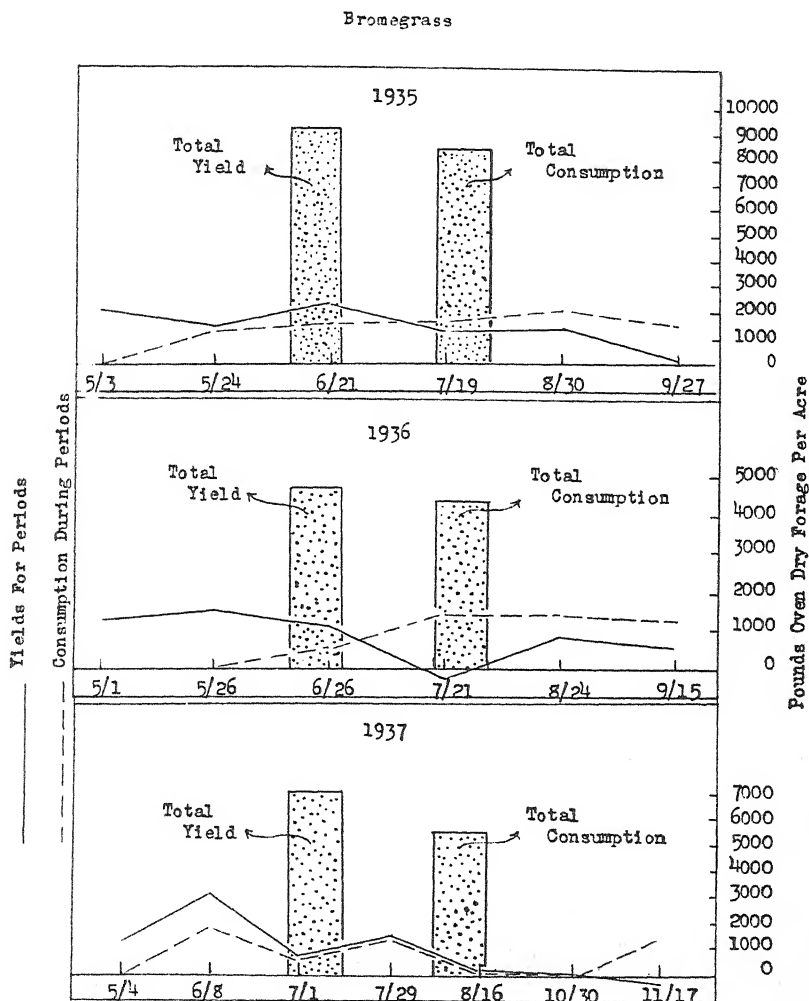 Bromegrass
1935
Total
Yield
Total
Consumption
10000
9000
8000
7000
6000
5000
4000
3000
2000
1000
0
5/3
5/24
6/21
7/19
8/30
9/27
1936
Total
Yield
Total
Consumption
5000
4000
3000
2000
1000
0
5/1
5/26
6/26
7/21
8/24
9/15
1937
Total
Yield
Total
Consumption
7000
6000
5000
4000
3000
2000
1000
0
5/4
6/8
7/1
7/29
8/16
10/30
11/17
Yields For Periods
Consumption During Periods
Pounds Oven Dry Forage Per Acre